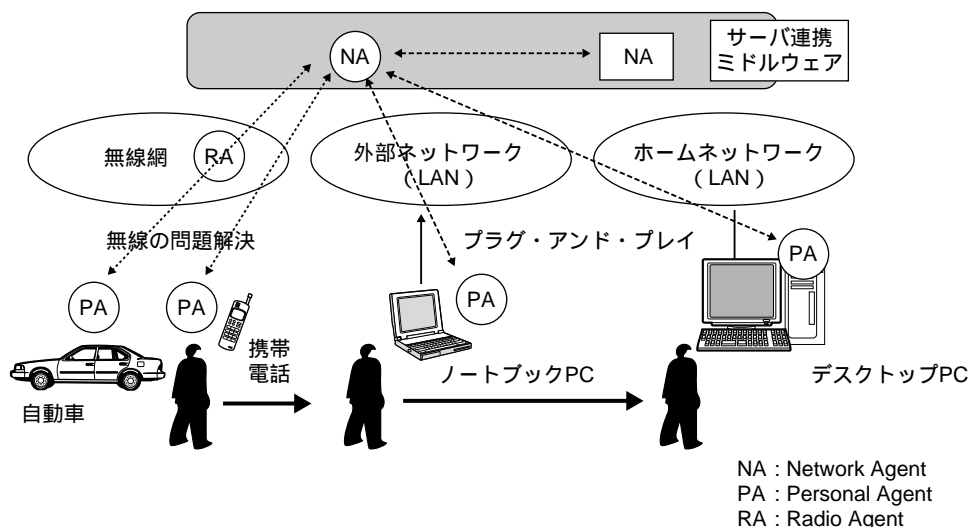 サーバ連携
ミドルウェア
NA
NA
無線網
RA
外部ネットワーク
（LAN）
ホームネットワーク
（LAN）
無線の問題解決
プラグ・アンド・プレイ
PA
PA
PA
PA
携帯
電話
ノートブックPC
デスクトップPC
自動車
NA : Network Agent
PA : Personal Agent
RA : Radio Agent